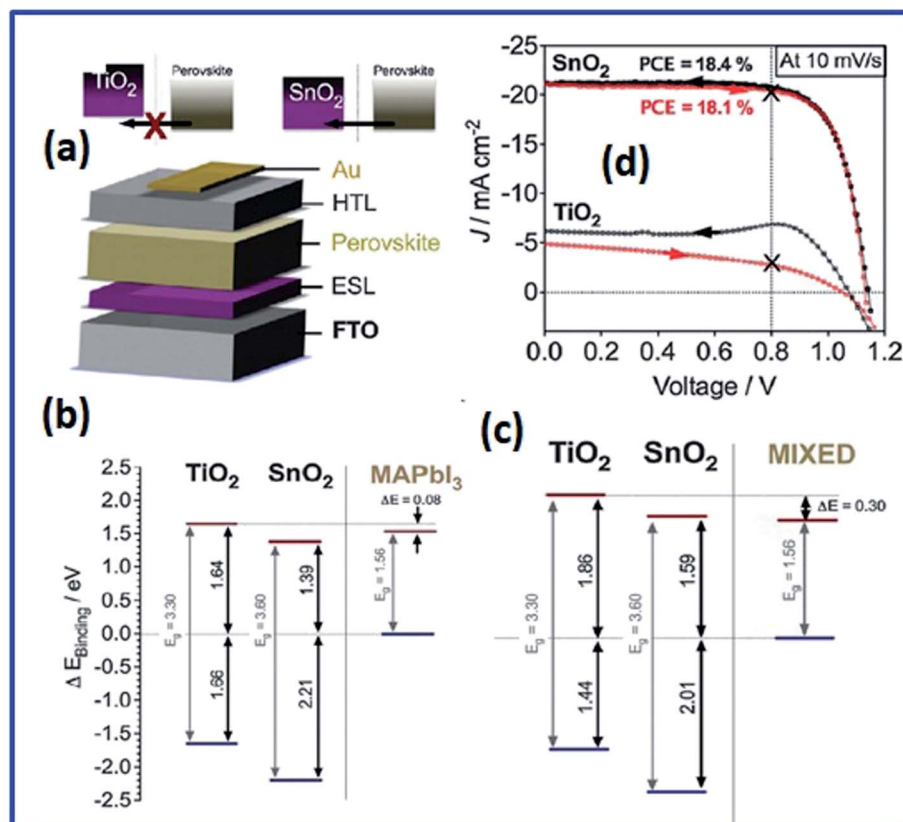 TiO2
Perovskite
X
SnO2
Perovskite
(a)
Au
HTL
Perovskite
ESL
FTO
(d)
SnO2
PCE = 18.4 %
At 10 mV/s
PCE = 18.1 %
TiO2
J / mA cm-2
-25
-20
-15
-10
-5
0
0.0 0.2 0.4 0.6 0.8 1.0 1.2
Voltage / V
(b)
TiO2 SnO2 MAPbI3
ΔE = 0.08
Δ EBinding / eV
2.5
2.0
1.5
1.0
0.5
0.0
-0.5
-1.0
-1.5
-2.0
-2.5
Eg = 3.30
1.64
1.66
Eg = 3.60
1.39
2.21
Eg = 1.56
(c)
TiO2 SnO2 MIXED
ΔE = 0.30
Eg = 3.30
1.86
1.44
Eg = 3.60
1.59
2.01
Eg = 1.56